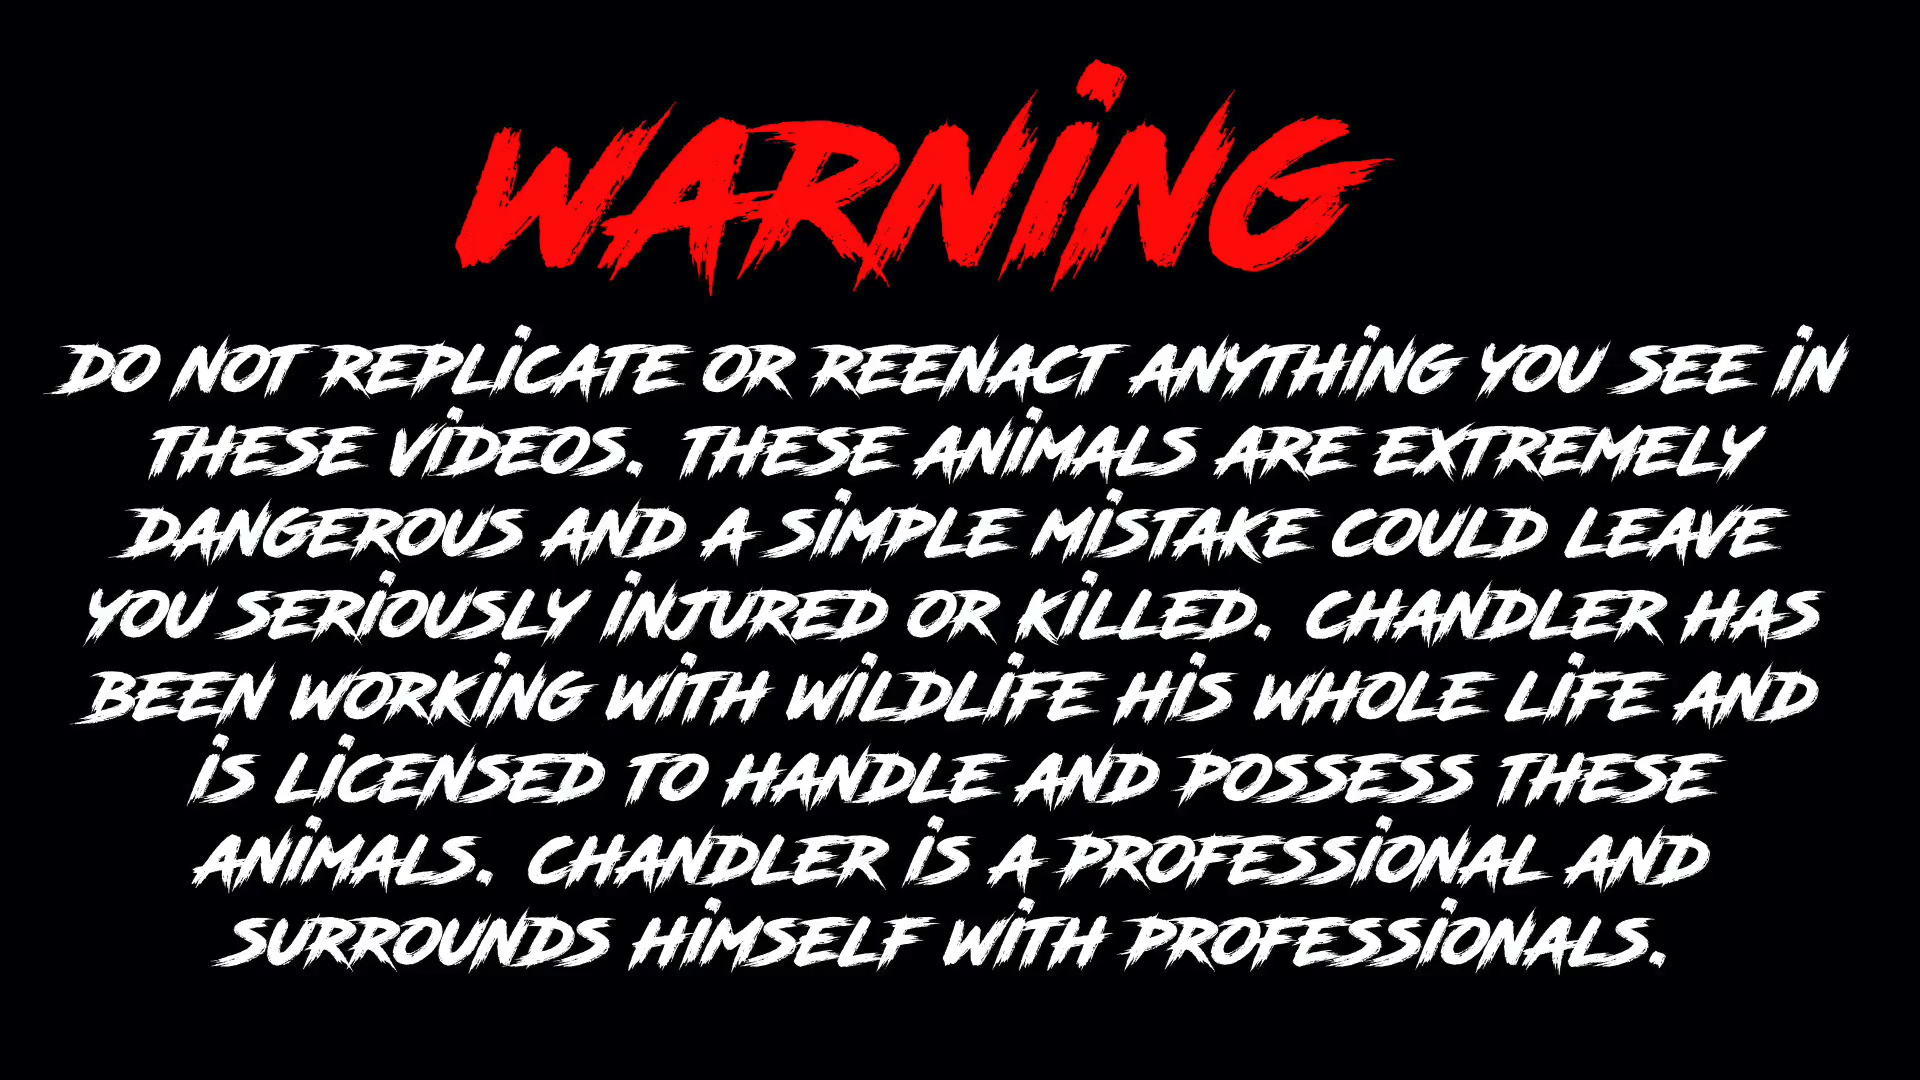 WARNING
DO NOT REPLICATE OR REENACT ANYTHING YOU SEE IN
THESE VIDEOS. THESE ANIMALS ARE EXTREMELY
DANGEROUS AND A SIMPLE MISTAKE COULD LEAVE
YOU SERIOUSLY INJURED OR KILLED. CHANDLER HAS
BEEN WORKING WITH WILDLIFE HIS WHOLE LIFE AND
IS LICENSED TO HANDLE AND POSSESS THESE
ANIMALS. CHANDLER IS A PROFESSIONAL AND
SURROUNDS HIMSELF WITH PROFESSIONALS.